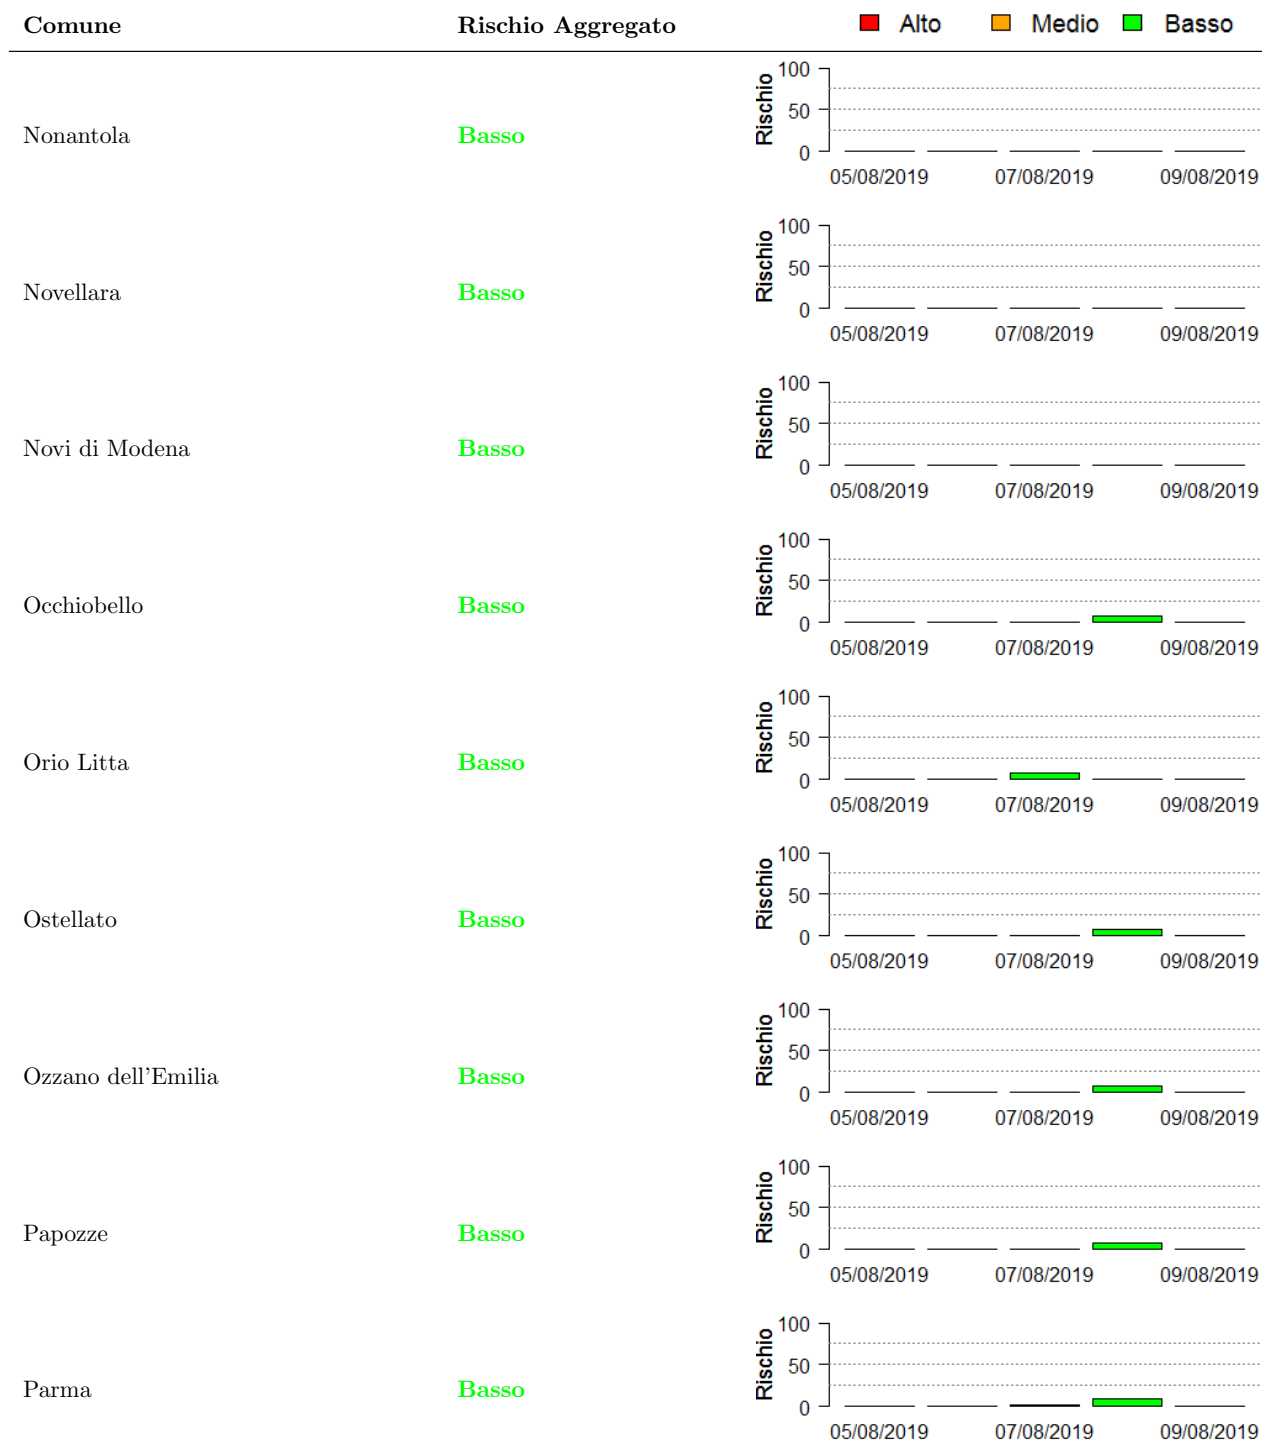 Comune Rischio Aggregato Alto Medio Basso
Nonantola Basso Rischio 100 50 0
05/08/2019 07/08/2019 09/08/2019
Novellara Basso Rischio 100 50 0
05/08/2019 07/08/2019 09/08/2019
Novi di Modena Basso Rischio 100 50 0
05/08/2019 07/08/2019 09/08/2019
Occhiobello Basso Rischio 100 50 0
05/08/2019 07/08/2019 09/08/2019
Orio Litta Basso Rischio 100 50 0
05/08/2019 07/08/2019 09/08/2019
Ostellato Basso Rischio 100 50 0
05/08/2019 07/08/2019 09/08/2019
Ozzano dell'Emilia Basso Rischio 100 50 0
05/08/2019 07/08/2019 09/08/2019
Papozze Basso Rischio 100 50 0
05/08/2019 07/08/2019 09/08/2019
Parma Basso Rischio 100 50 0
05/08/2019 07/08/2019 09/08/2019